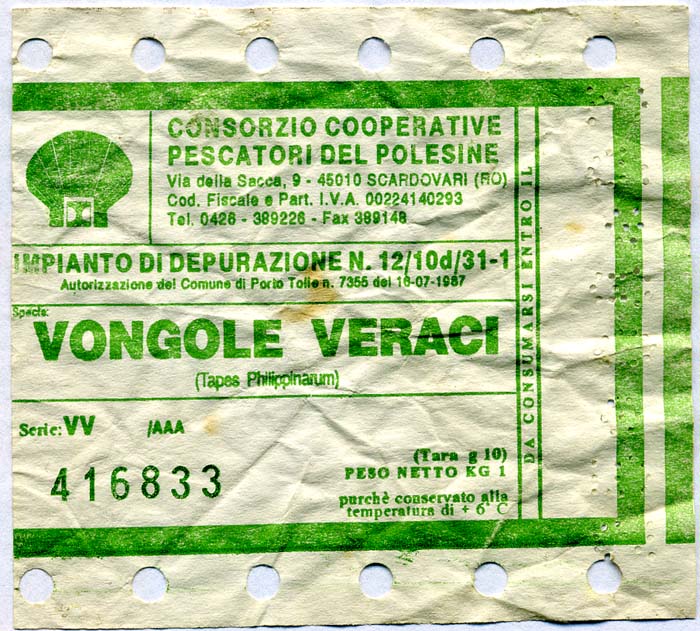 CONSORZIO COOPERATIVE
PESCATORI DEL POLESINE
Via della Sacca, 9 - 45010 SCARDOVARI (RO)
Cod. Fiscale e Part. I.V.A. 00224140293
Tel. 0426 - 389226 - Fax 389148
IMPIANTO DI DEPURAZIONE N. 12/10d/31-1
Autorizzazione del Comune di Porto Tolle n. 7355 del 16-07-1987
Specie:
VONGOLE VERACI
(Tapes Philippinarum)
Serie: VV /AAA
416833
(Tara g 10)
PESO NETTO KG 1
purchè conservato alla
temperatura di + 6° C
DA CONSUMARSI ENTRO IL